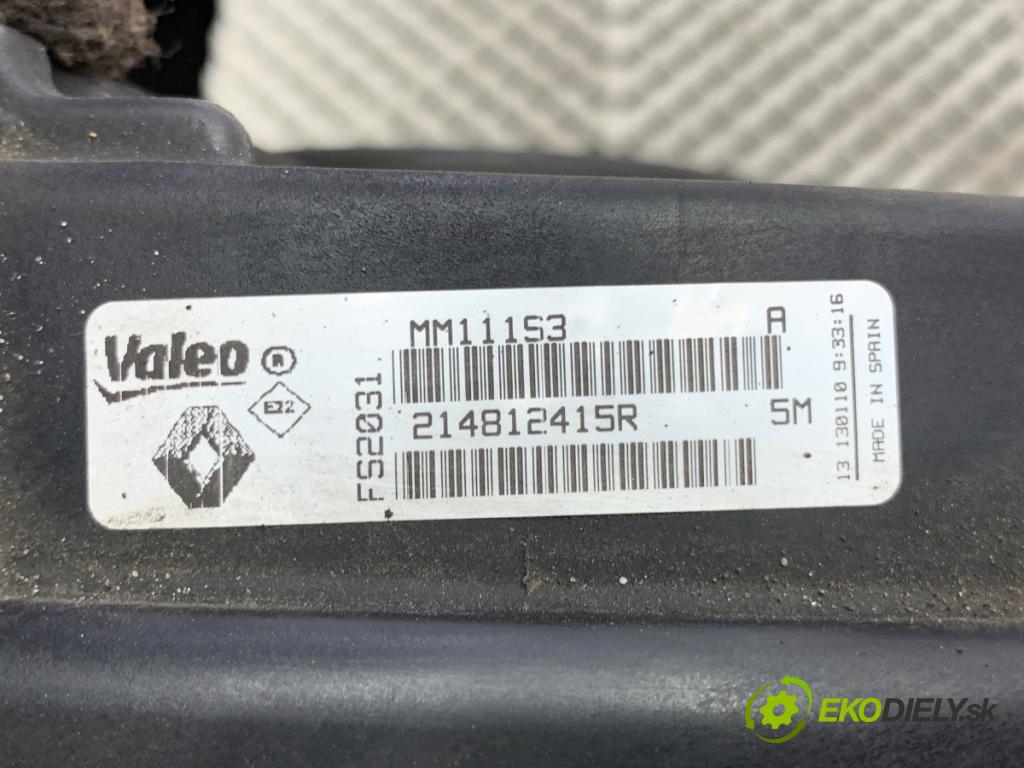 Valeo ®
E22
FS2031
MM111S3 A
214812415R 5M
13 130110 9:33:16
MADE IN SPAIN
EKODIELY.sk